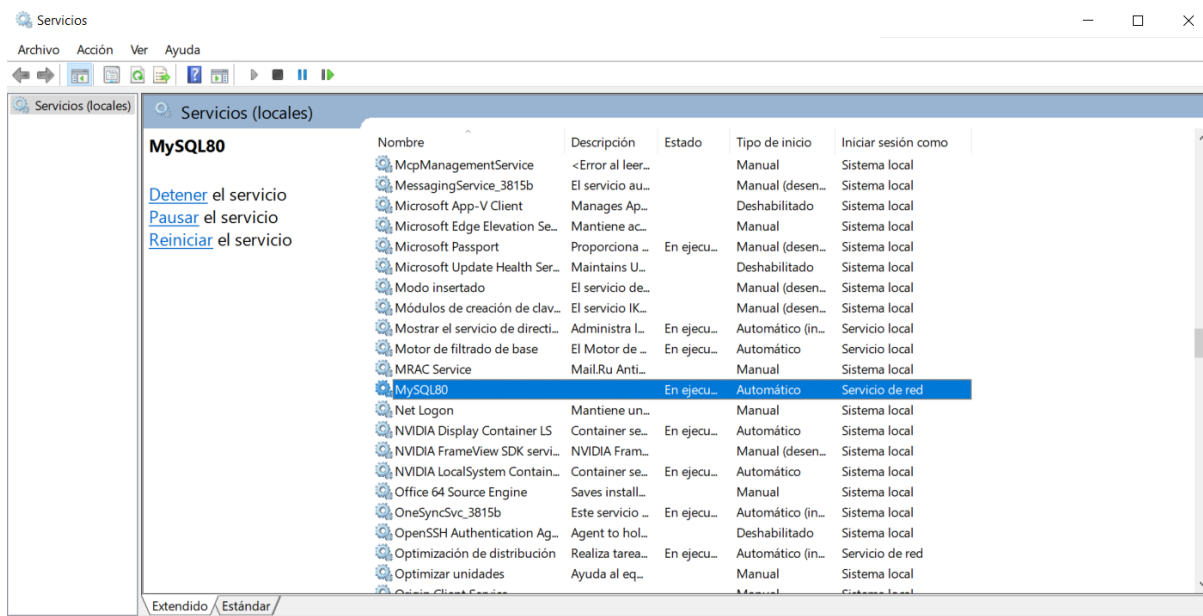 Servicios
Archivo Acción Ver Ayuda
Servicios (locales)
Servicios (locales)
MySQL80
Detener el servicio
Pausar el servicio
Reiniciar el servicio
Nombre Descripción Estado Tipo de inicio Iniciar sesión como
McpManagementService <Error al leer... Manual Sistema local
MessagingService_3815b El servicio au... Manual (desen... Sistema local
Microsoft App-V Client Manages Ap... Deshabilitado Sistema local
Microsoft Edge Elevation Se... Mantiene ac... Manual Sistema local
Microsoft Passport Proporciona ... En ejecu... Manual (desen... Sistema local
Microsoft Update Health Ser... Maintains U... Deshabilitado Sistema local
Modo insertado El servicio de... Manual (desen... Sistema local
Módulos de creación de clav... El servicio IK... Manual (desen... Sistema local
Mostrar el servicio de directi... Administra l... En ejecu... Automático (in... Servicio local
Motor de filtrado de base El Motor de ... En ejecu... Automático Servicio local
MRAC Service Mail.Ru Anti... Manual Sistema local
MySQL80 En ejecu... Automático Servicio de red
Net Logon Mantiene un... Manual Sistema local
NVIDIA Display Container LS Container se... En ejecu... Automático Sistema local
NVIDIA FrameView SDK servi... NVIDIA Fram... Manual (desen... Sistema local
NVIDIA LocalSystem Contain... Container se... En ejecu... Automático Sistema local
Office 64 Source Engine Saves install... Manual Sistema local
OneSyncSvc_3815b Este servicio ... En ejecu... Automático (in... Sistema local
OpenSSH Authentication Ag... Agent to hol... Deshabilitado Sistema local
Optimización de distribución Realiza tarea... En ejecu... Automático (in... Servicio de red
Optimizar unidades Ayuda al eq... Manual Sistema local
Origin Client Service Manual Sistema local
Extendido Estándar